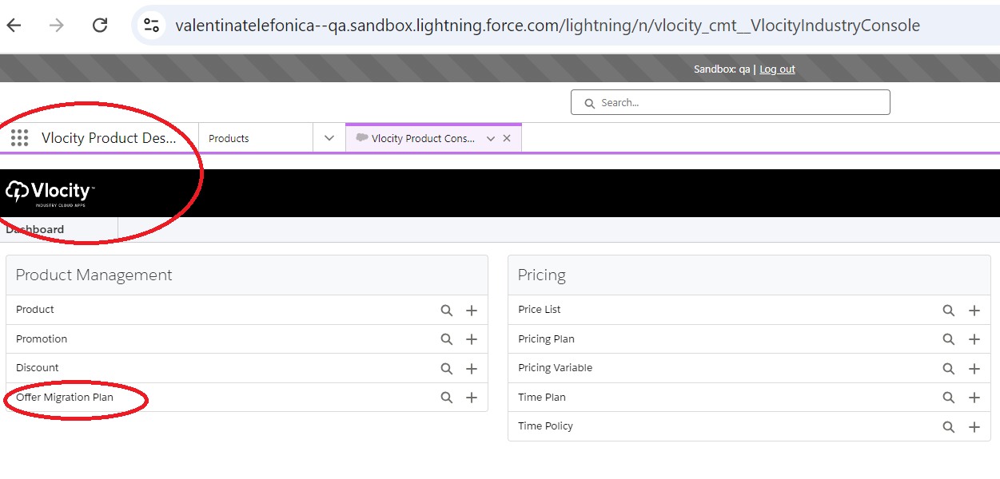 valentinatelefonica--qa.sandbox.lightning.force.com/lightning/n/vlocity_cmt__VlocityIndustryConsole
Sandbox: qa | Log out
Search...
Vlocity Product Des...
Products
Vlocity Product Cons...
Vlocity™
INDUSTRY CLOUD APPS
Dashboard
Product Management
Product
Promotion
Discount
Offer Migration Plan
Pricing
Price List
Pricing Plan
Pricing Variable
Time Plan
Time Policy